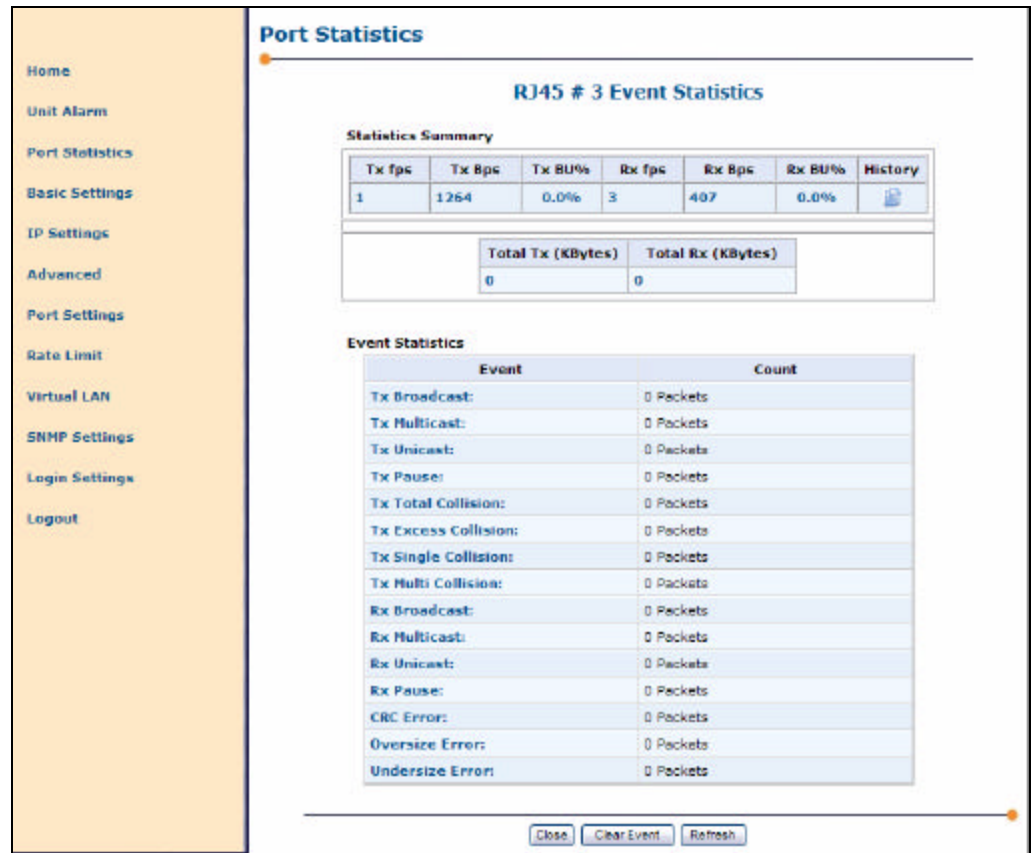 Port Statistics
Home
Unit Alarm
Port Statistics
Basic Settings
IP Settings
Advanced
Port Settings
Rate Limit
Virtual LAN
SNMP Settings
Login Settings
Logout
RJ45 # 3 Event Statistics
Statistics Summary
Tx fps Tx Bps Tx BU% Rx fps Rx Bps Rx BU% History
1 1264 0.0% 3 407 0.0%
Total Tx (KBytes) Total Rx (KBytes)
0 0
Event Statistics
Event Count
Tx Broadcast: 0 Packets
Tx Multicast: 0 Packets
Tx Unicast: 0 Packets
Tx Pause: 0 Packets
Tx Total Collision: 0 Packets
Tx Excess Collision: 0 Packets
Tx Single Collision: 0 Packets
Tx Multi Collision: 0 Packets
Rx Broadcast: 0 Packets
Rx Multicast: 0 Packets
Rx Unicast: 0 Packets
Rx Pause: 0 Packets
CRC Error: 0 Packets
Oversize Error: 0 Packets
Undersize Error: 0 Packets
Close Clear Event Refresh